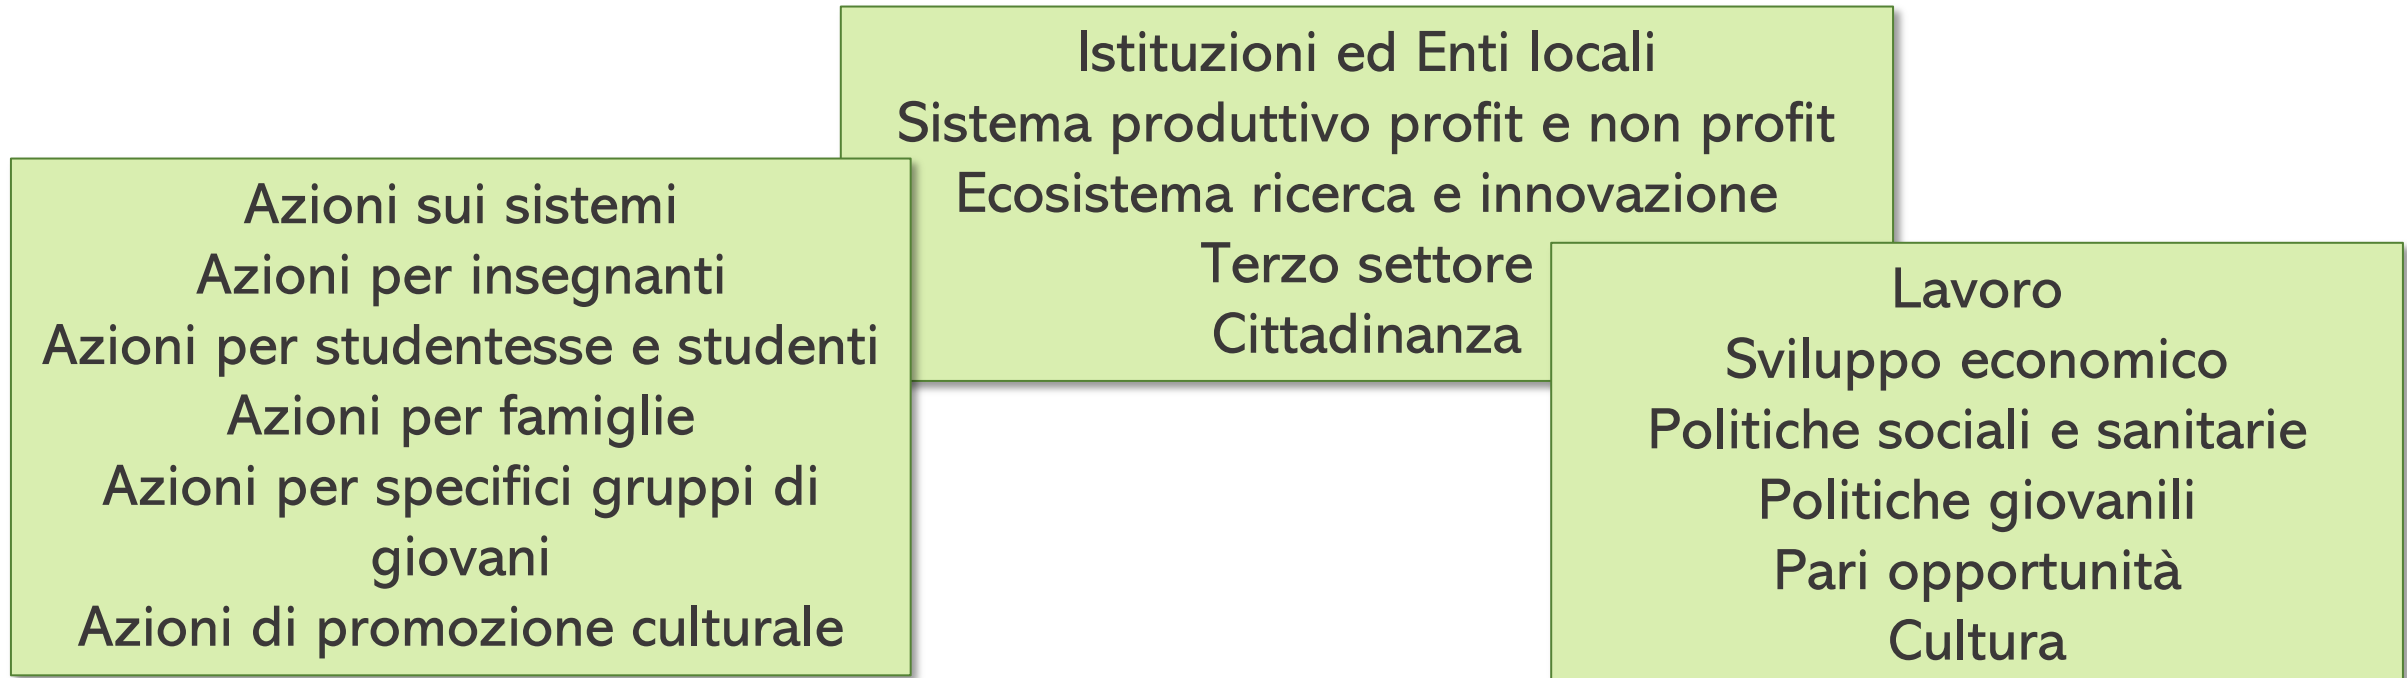 Istituzioni ed Enti locali
Sistema produttivo profit e non profit
Ecosistema ricerca e innovazione
Terzo settore
Cittadinanza
Azioni sui sistemi
Azioni per insegnanti
Azioni per studentesse e studenti
Azioni per famiglie
Azioni per specifici gruppi di
giovani
Azioni di promozione culturale
Lavoro
Sviluppo economico
Politiche sociali e sanitarie
Politiche giovanili
Pari opportunità
Cultura